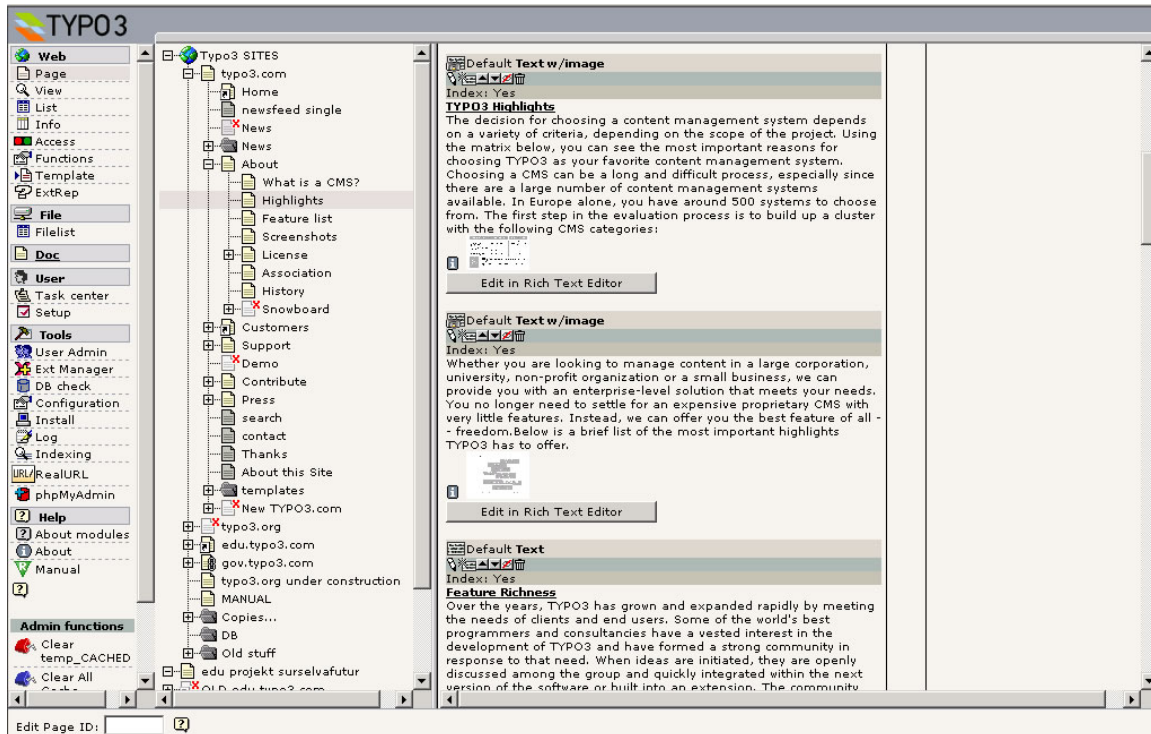 TYPO3
Web
Page
View
List
Info
Access
Functions
Template
ExtRep
File
Filelist
Doc
User
Task center
Setup
Tools
User Admin
Ext Manager
DB check
Configuration
Install
Log
Indexing
URL/ RealURL
phpMyAdmin
Help
About modules
About
Manual
Admin functions
Clear
temp_CACHED
Clear All
Typo3 SITES
typo3.com
Home
newsfeed single
News
News
About
What is a CMS?
Highlights
Feature list
Screenshots
License
Association
History
Snowboard
Customers
Support
Demo
Contribute
Press
search
contact
Thanks
About this Site
templates
New TYPO3.com
typo3.org
edu.typo3.com
gov.typo3.com
typo3.org under construction
MANUAL
Copies...
DB
Old stuff
edu projekt surselvafutur
OLD edu.typo3.com
Default Text w/image
Index: Yes
TYPO3 Highlights
The decision for choosing a content management system depends
on a variety of criteria, depending on the scope of the project. Using
the matrix below, you can see the most important reasons for
choosing TYPO3 as your favorite content management system.
Choosing a CMS can be a long and difficult process, especially since
there are a large number of content management systems
available. In Europe alone, you have around 500 systems to choose
from. The first step in the evaluation process is to build up a cluster
with the following CMS categories:
Edit in Rich Text Editor
Default Text w/image
Index: Yes
Whether you are looking to manage content in a large corporation,
university, non-profit organization or a small business, we can
provide you with an enterprise-level solution that meets your needs.
You no longer need to settle for an expensive proprietary CMS with
very little features. Instead, we can offer you the best feature of all -
- freedom.Below is a brief list of the most important highlights
TYPO3 has to offer.
Edit in Rich Text Editor
Default Text
Index: Yes
Feature Richness
Over the years, TYPO3 has grown and expanded rapidly by meeting
the needs of clients and end users. Some of the world's best
programmers and consultancies have a vested interest in the
development of TYPO3 and have formed a strong community in
response to that need. When ideas are initiated, they are openly
discussed among the group and quickly integrated within the next
version of the software or built into an extension. The community
Edit Page ID: